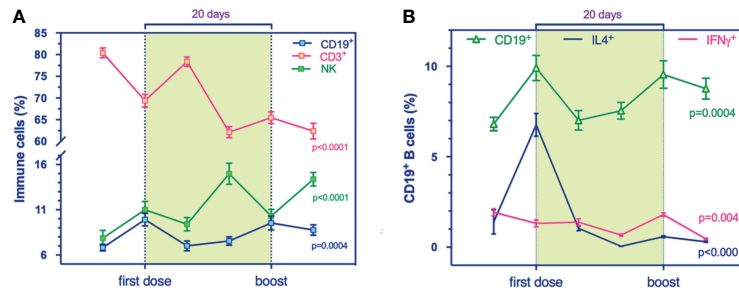 A
20 days
CD19+
CD3+
NK
Immune cells (%)
85
80
75
70
65
60
16
11
6
p<0.0001
p<0.0001
p=0.0004
first dose
boost
B
20 days
CD19+
IL4+
IFNγ+
CD19+ B cells (%)
10
5
0
p=0.0004
p=0.004
p<0.000
first dose
boost